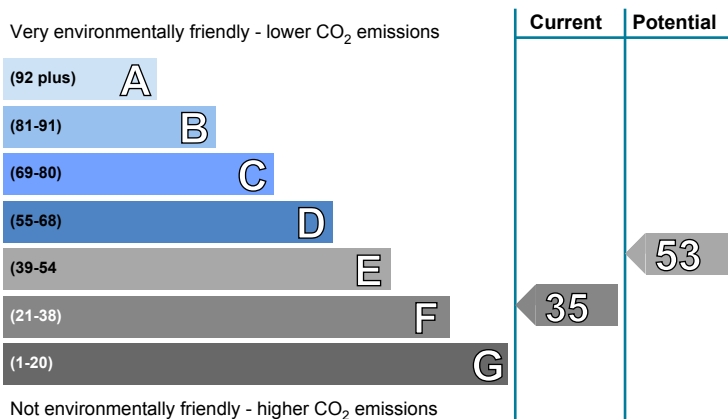 Very environmentally friendly - lower CO2 emissions
Current
Potential
(92 plus) A
(81-91) B
(69-80) C
(55-68) D
(39-54 E
53
(21-38) F
35
(1-20) G
Not environmentally friendly - higher CO2 emissions